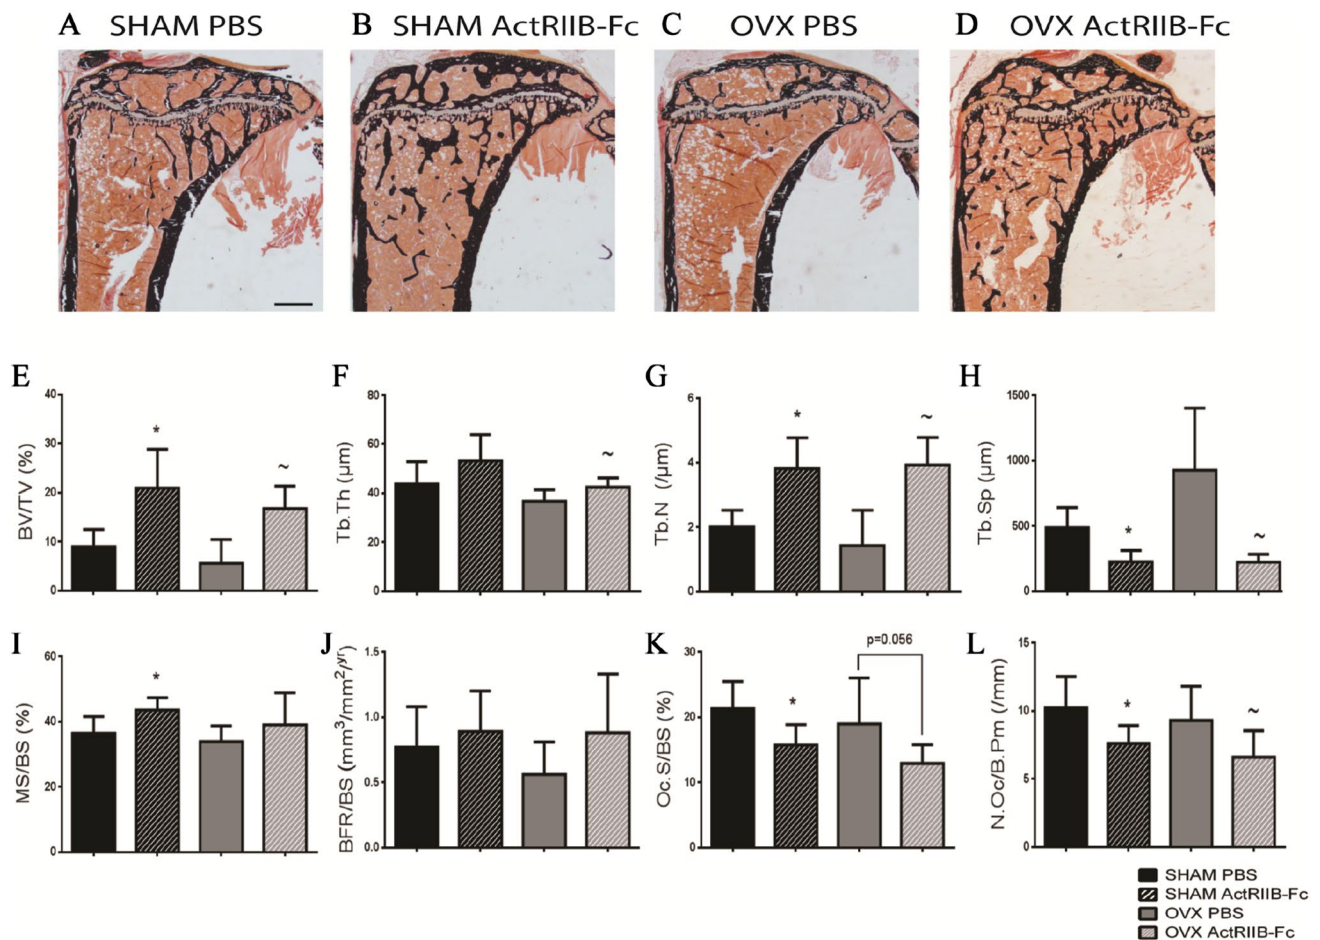 A SHAM PBS B SHAM ActRIIB-Fc C OVX PBS D OVX ActRIIB-Fc
E
BV/TV (%)
40
30
20
10
0
*
~
F
Tb.Th (μm)
80
60
40
20
0
~
G
Tb.N (/μm)
6
4
2
0
*
~
H
Tb.Sp (μm)
1500
1000
500
0
*
~
I
MS/BS (%)
60
40
20
0
*
J
BFR/BS (mm³/mm²/yr)
1.5
1.0
0.5
0.0
K
Oc.S/BS (%)
30
20
10
0
*
p=0.056
L
N.Oc/B.Pm (/mm)
15
10
5
0
*
~
SHAM PBS
SHAM ActRIIB-Fc
OVX PBS
OVX ActRIIB-Fc